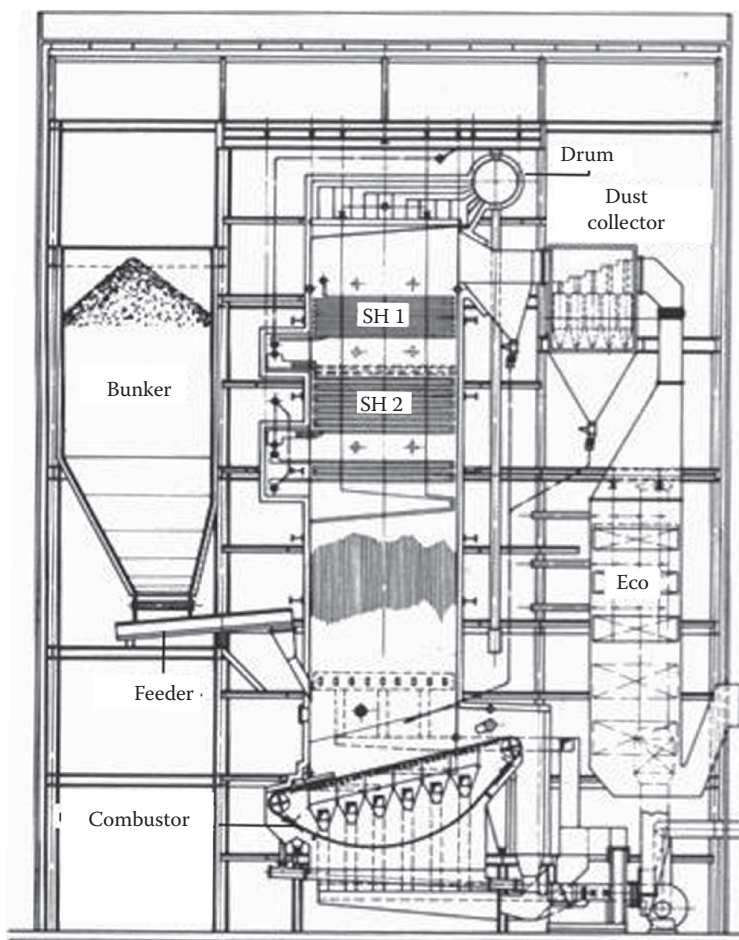 Drum
Dust
collector
SH 1
SH 2
Bunker
Eco
Feeder
Combustor